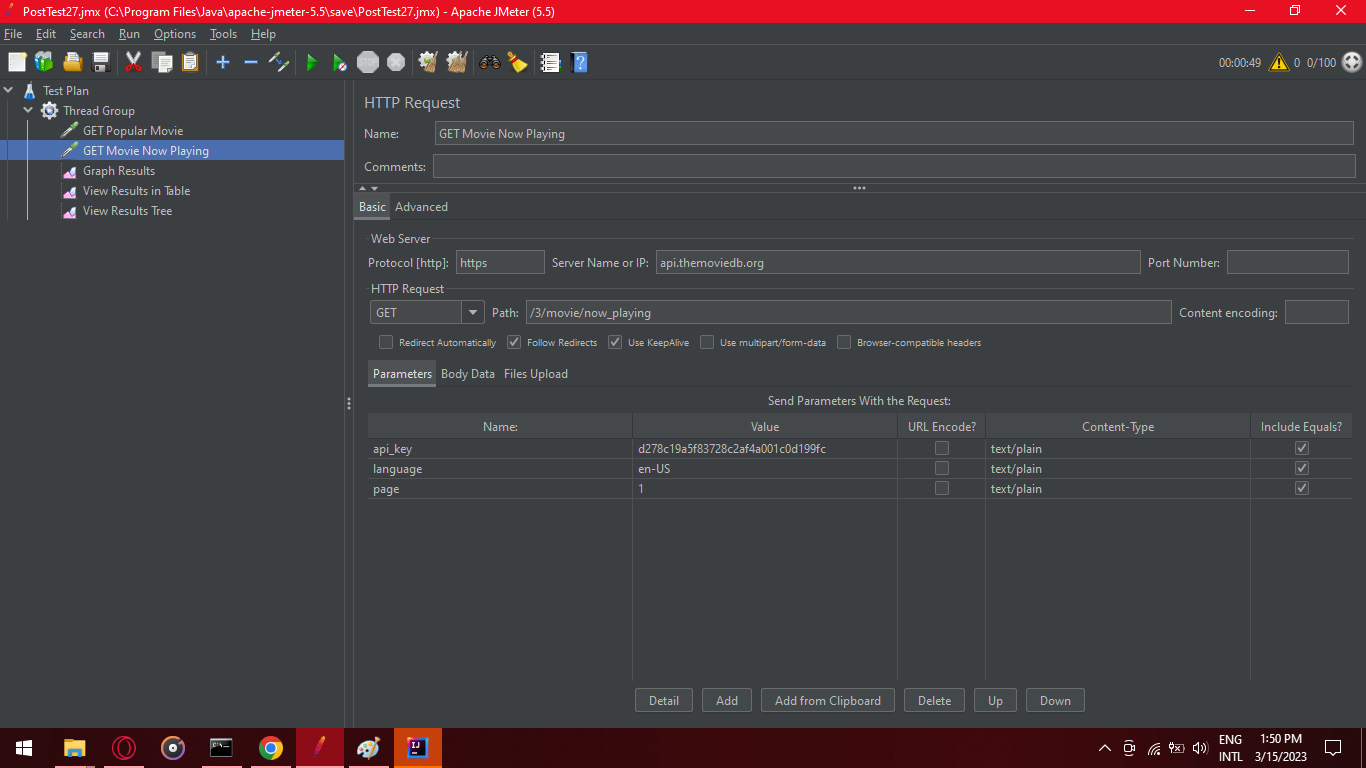 PostTest27.jmx (C:\Program Files\Java\apache-jmeter-5.5\save\PostTest27.jmx) - Apache JMeter (5.5)
File Edit Search Run Options Tools Help
STOP 00:00:49 0 0/100
Test Plan
Thread Group
GET Popular Movie
GET Movie Now Playing
Graph Results
View Results in Table
View Results Tree
HTTP Request
Name: GET Movie Now Playing
Comments:
Basic Advanced
Web Server
Protocol [http]: https Server Name or IP: api.themoviedb.org Port Number:
HTTP Request
GET Path: /3/movie/now_playing Content encoding:
Redirect Automatically Follow Redirects Use KeepAlive Use multipart/form-data Browser-compatible headers
Parameters Body Data Files Upload
Send Parameters With the Request:
Name: Value URL Encode? Content-Type Include Equals?
api_key d278c19a5f83728c2af4a001c0d199fc text/plain
language en-US text/plain
page 1 text/plain
Detail Add Add from Clipboard Delete Up Down
IJ
ENG 1:50 PM
INTL 3/15/2023